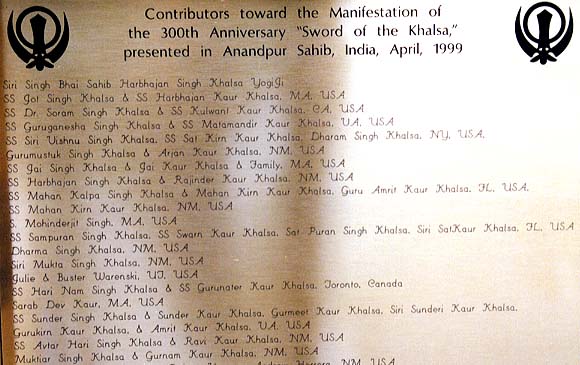 Contributors toward the Manifestation of
the 300th Anniversary "Sword of the Khalsa,"
presented in Anandpur Sahib, India, April, 1999
Siri Singh Bhai Sahib Harbhajan Singh Khalsa Yogiji
SS Got Singh Khalsa & SS Harbhajan Kaur Khalsa, MA, USA
SS Dr. Soram Singh Khalsa & SS Kulwant Kaur Khalsa, CA, USA
SS Guruganesha Singh Khalsa & SS Matamandir Kaur Khalsa, VA, USA
SS Siri Vishnu Singh Khalsa, SS Sat Kirn Kaur Khalsa, Dharam Singh Khalsa, NY, USA,
Gurumustuk Singh Khalsa & Arjan Kaur Khalsa, NM, USA
SS Jai Singh Khalsa & Jai Kaur Khalsa & Family, MA, USA
SS Harbhajan Singh Khalsa & Rajinder Kaur Khalsa, NM, USA
SS Mahan Kalpa Singh Khalsa & Mahan Kirn Kaur Khalsa, Guru Amrit Kaur Khalsa, FL, USA,
SS Mahan Kirn Kaur Khalsa, NM, USA
S. Mohinderjit Singh, MA, USA
SS Sampuran Singh Khalsa, SS Swarn Kaur Khalsa, Sat Puran Singh Khalsa, Siri SatKaur Khalsa, FL, USA
Dharma Singh Khalsa, NM, USA
Siri Mukta Singh Khalsa, NM, USA
Julie & Buster Warenski, UT, USA
SS Hari Nam Singh Khalsa & SS Gurunater Kaur Khalsa, Toronto, Canada
Sarab Dev Kaur, MA, USA
SS Sunder Singh Khalsa & Sunder Kaur Khalsa, Gurmeet Kaur Khalsa, Siri Sunderi Kaur Khalsa,
Gurukirn Kaur Khalsa, & Amrit Kaur Khalsa, VA, USA
SS Avtar Hari Singh Khalsa & Ravi Kaur Khalsa, NM, USA
Muktiar Singh Khalsa & Gurnam Kaur Khalsa, NM, USA
NM, USA